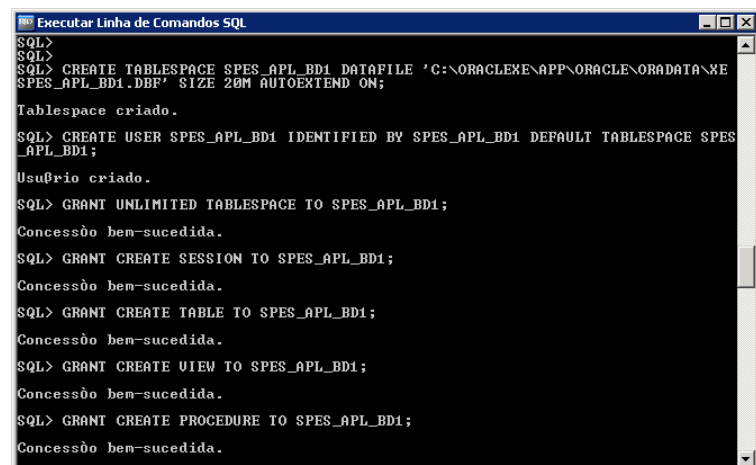 Executar Linha de Comandos SQL
SQL>
SQL>
SQL> CREATE TABLESPACE SPES_APL_BD1 DATAFILE 'C:\ORACLEXE\APP\ORACLE\ORADATA\XE
SPES_APL_BD1.DBF' SIZE 20M AUTOEXTEND ON;
Tablespace criado.
SQL> CREATE USER SPES_APL_BD1 IDENTIFIED BY SPES_APL_BD1 DEFAULT TABLESPACE SPES
_APL_BD1;
Usußrio criado.
SQL> GRANT UNLIMITED TABLESPACE TO SPES_APL_BD1;
Concessòo bem-sucedida.
SQL> GRANT CREATE SESSION TO SPES_APL_BD1;
Concessòo bem-sucedida.
SQL> GRANT CREATE TABLE TO SPES_APL_BD1;
Concessòo bem-sucedida.
SQL> GRANT CREATE VIEW TO SPES_APL_BD1;
Concessòo bem-sucedida.
SQL> GRANT CREATE PROCEDURE TO SPES_APL_BD1;
Concessòo bem-sucedida.